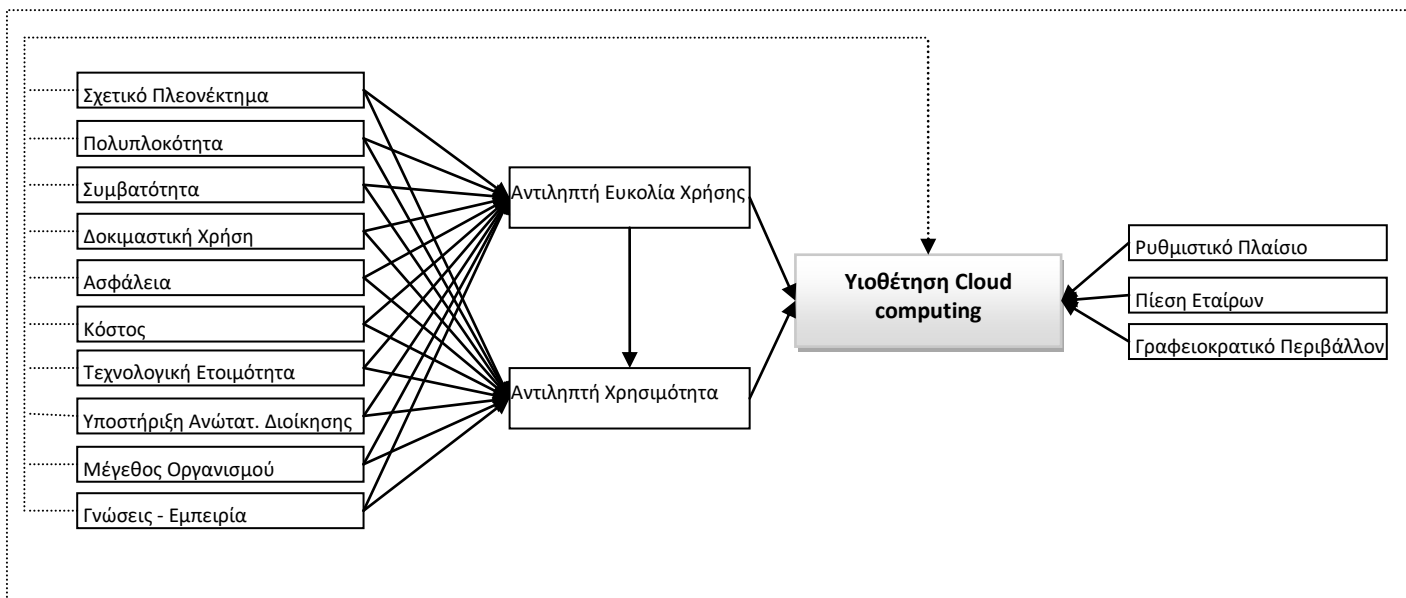 Σχετικό Πλεονέκτημα
Πολυπλοκότητα
Συμβατότητα
Δοκιμαστική Χρήση
Ασφάλεια
Κόστος
Τεχνολογική Ετοιμότητα
Υποστήριξη Ανώτατ. Διοίκησης
Μέγεθος Οργανισμού
Γνώσεις - Εμπειρία
Αντιληπτή Ευκολία Χρήσης
Αντιληπτή Χρησιμότητα
Υιοθέτηση Cloud
computing
Ρυθμιστικό Πλαίσιο
Πίεση Εταίρων
Γραφειοκρατικό Περιβάλλον